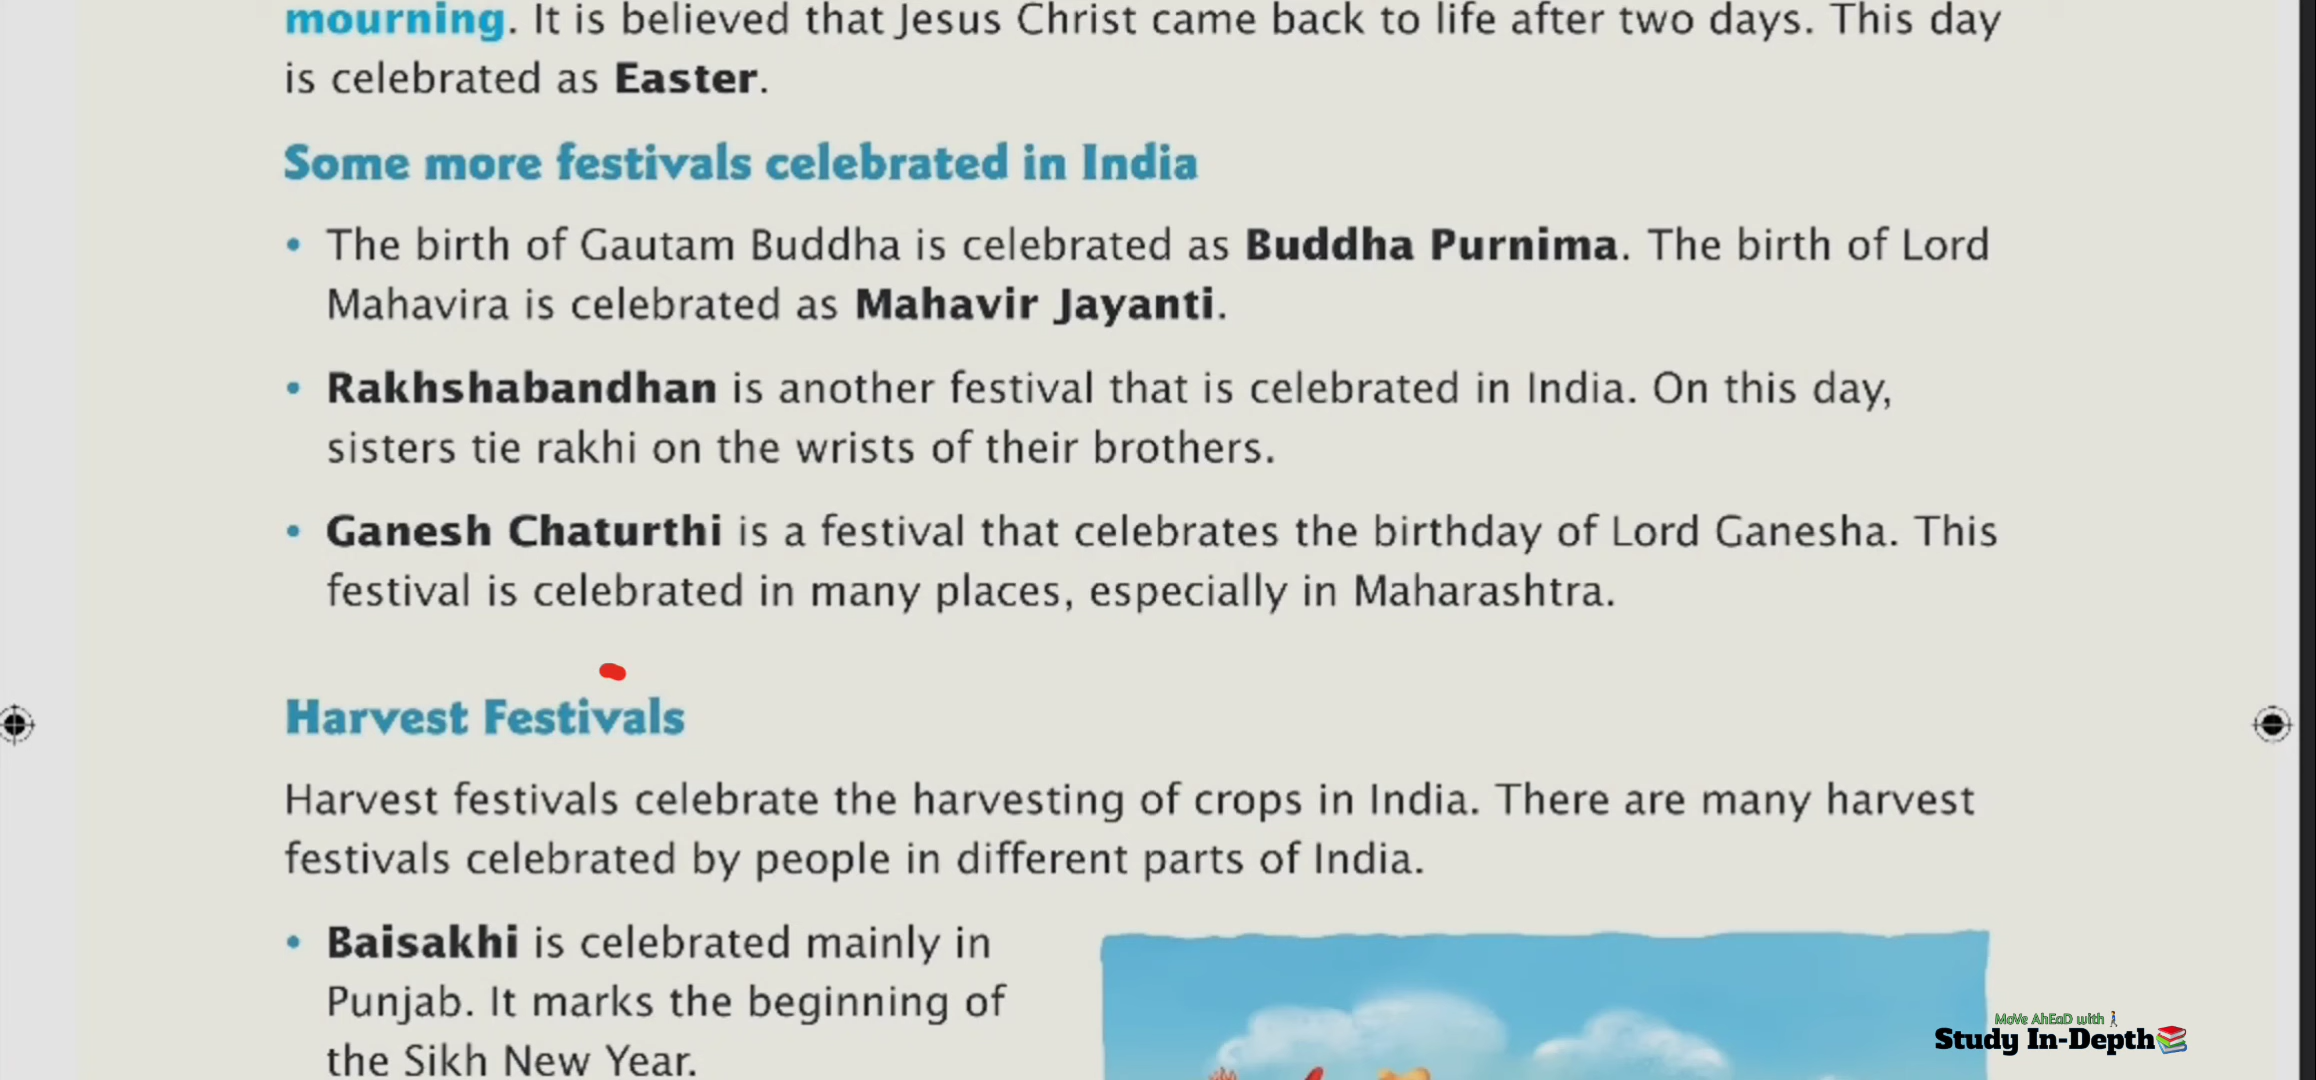 mourning. It is believed that Jesus Christ came back to life after two days. This day
is celebrated as Easter.
Some more festivals celebrated in India
• The birth of Gautam Buddha is celebrated as Buddha Purnima. The birth of Lord
Mahavira is celebrated as Mahavir Jayanti.
• Rakhshabandhan is another festival that is celebrated in India. On this day,
sisters tie rakhi on the wrists of their brothers.
• Ganesh Chaturthi is a festival that celebrates the birthday of Lord Ganesha. This
festival is celebrated in many places, especially in Maharashtra.
Harvest Festivals
Harvest festivals celebrate the harvesting of crops in India. There are many harvest
festivals celebrated by people in different parts of India.
• Baisakhi is celebrated mainly in
Punjab. It marks the beginning of
the Sikh New Year.
MoVe AhEaD with
Study In-Depth